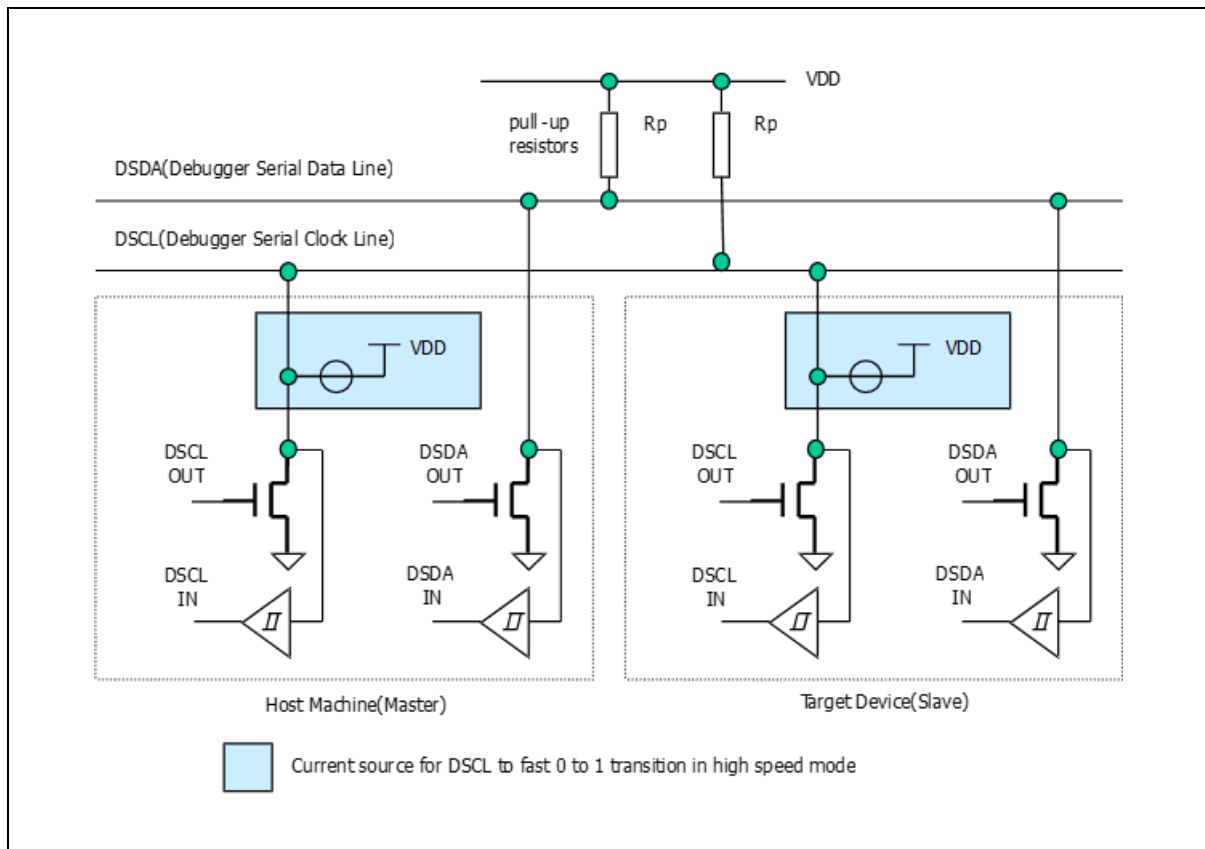 VDD
pull -up
resistors
Rp
Rp
DSDA(Debugger Serial Data Line)
DSCL(Debugger Serial Clock Line)
VDD
VDD
DSCL
OUT
DSDA
OUT
DSCL
OUT
DSDA
OUT
DSCL
IN
DSDA
IN
DSCL
IN
DSDA
IN
Host Machine(Master)
Target Device(Slave)
Current source for DSCL to fast 0 to 1 transition in high speed mode